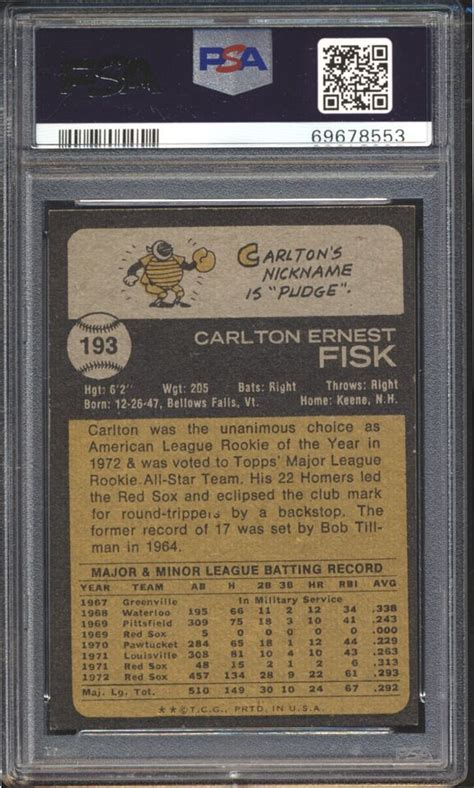 PSA
PSA
69678553
CARLTON'S
NICKNAME
IS "PUDGE".
193
CARLTON ERNEST
FISK
Hgt: 6'2" Wgt: 205 Bats: Right Throws: Right
Born: 12-26-47, Bellows Falls, Vt. Home: Keene, N.H.
Carlton was the unanimous choice as
American League Rookie of the Year in
1972 & was voted to Topps' Major League
Rookie All-Star Team. His 22 Homers led
the Red Sox and eclipsed the club mark
for round-trippers by a backstop. The
former record of 17 was set by Bob Till-
man in 1964.
MAJOR & MINOR LEAGUE BATTING RECORD
YEAR TEAM AB H 2B 3B HR RBI AVG
1967 Greenville In Military Service
1968 Waterloo 195 66 11 2 12 34 .338
1969 Pittsfield 309 75 18 3 10 41 .243
1969 Red Sox 5 0 0 0 0 0 .000
1970 Pawtucket 284 65 18 1 12 44 .229
1971 Louisville 308 81 10 4 10 43 .263
1971 Red Sox 48 15 2 1 2 6 .313
1972 Red Sox 457 134 28 9 22 61 .293
Maj. Lg. Tot. 510 149 30 10 24 67 .292
★★©T.C.G., PRTD. IN U.S.A.